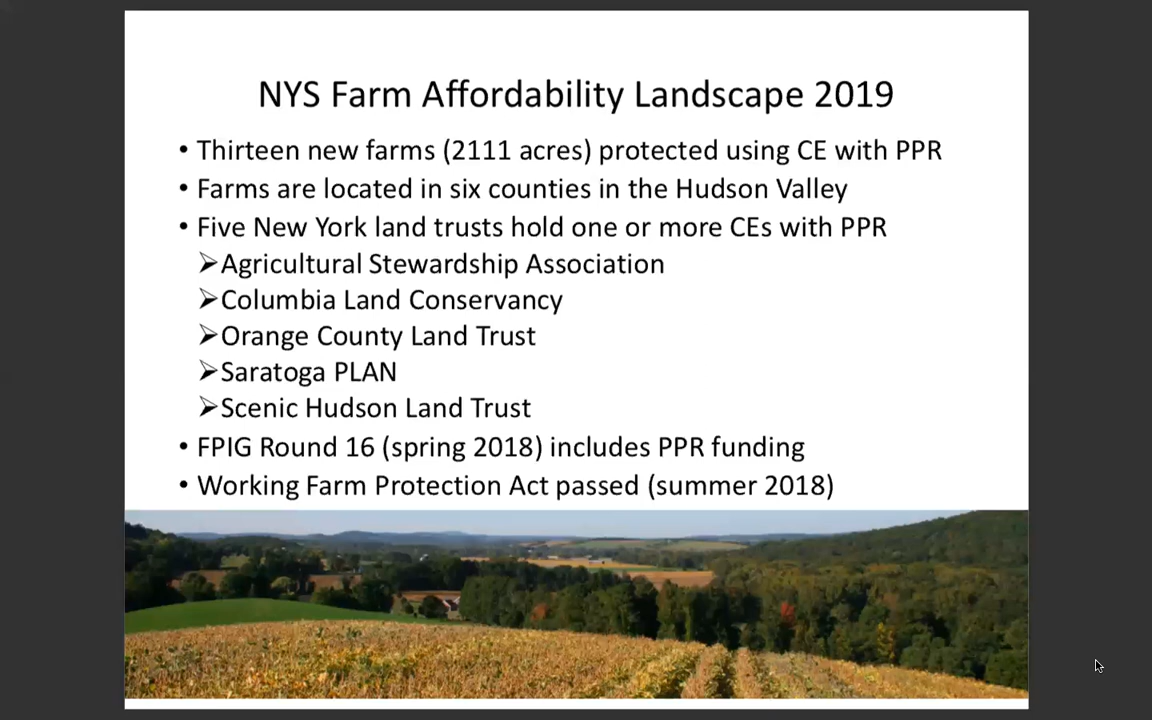 NYS Farm Affordability Landscape 2019
• Thirteen new farms (2111 acres) protected using CE with PPR
• Farms are located in six counties in the Hudson Valley
• Five New York land trusts hold one or more CEs with PPR
➢Agricultural Stewardship Association
➢Columbia Land Conservancy
➢Orange County Land Trust
➢Saratoga PLAN
➢Scenic Hudson Land Trust
• FPIG Round 16 (spring 2018) includes PPR funding
• Working Farm Protection Act passed (summer 2018)